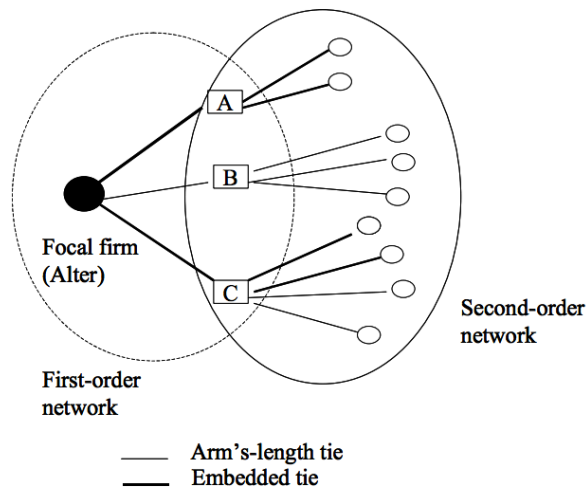 A
B
Focal firm
(Alter)
C
Second-order
network
First-order
network
Arm's-length tie
Embedded tie